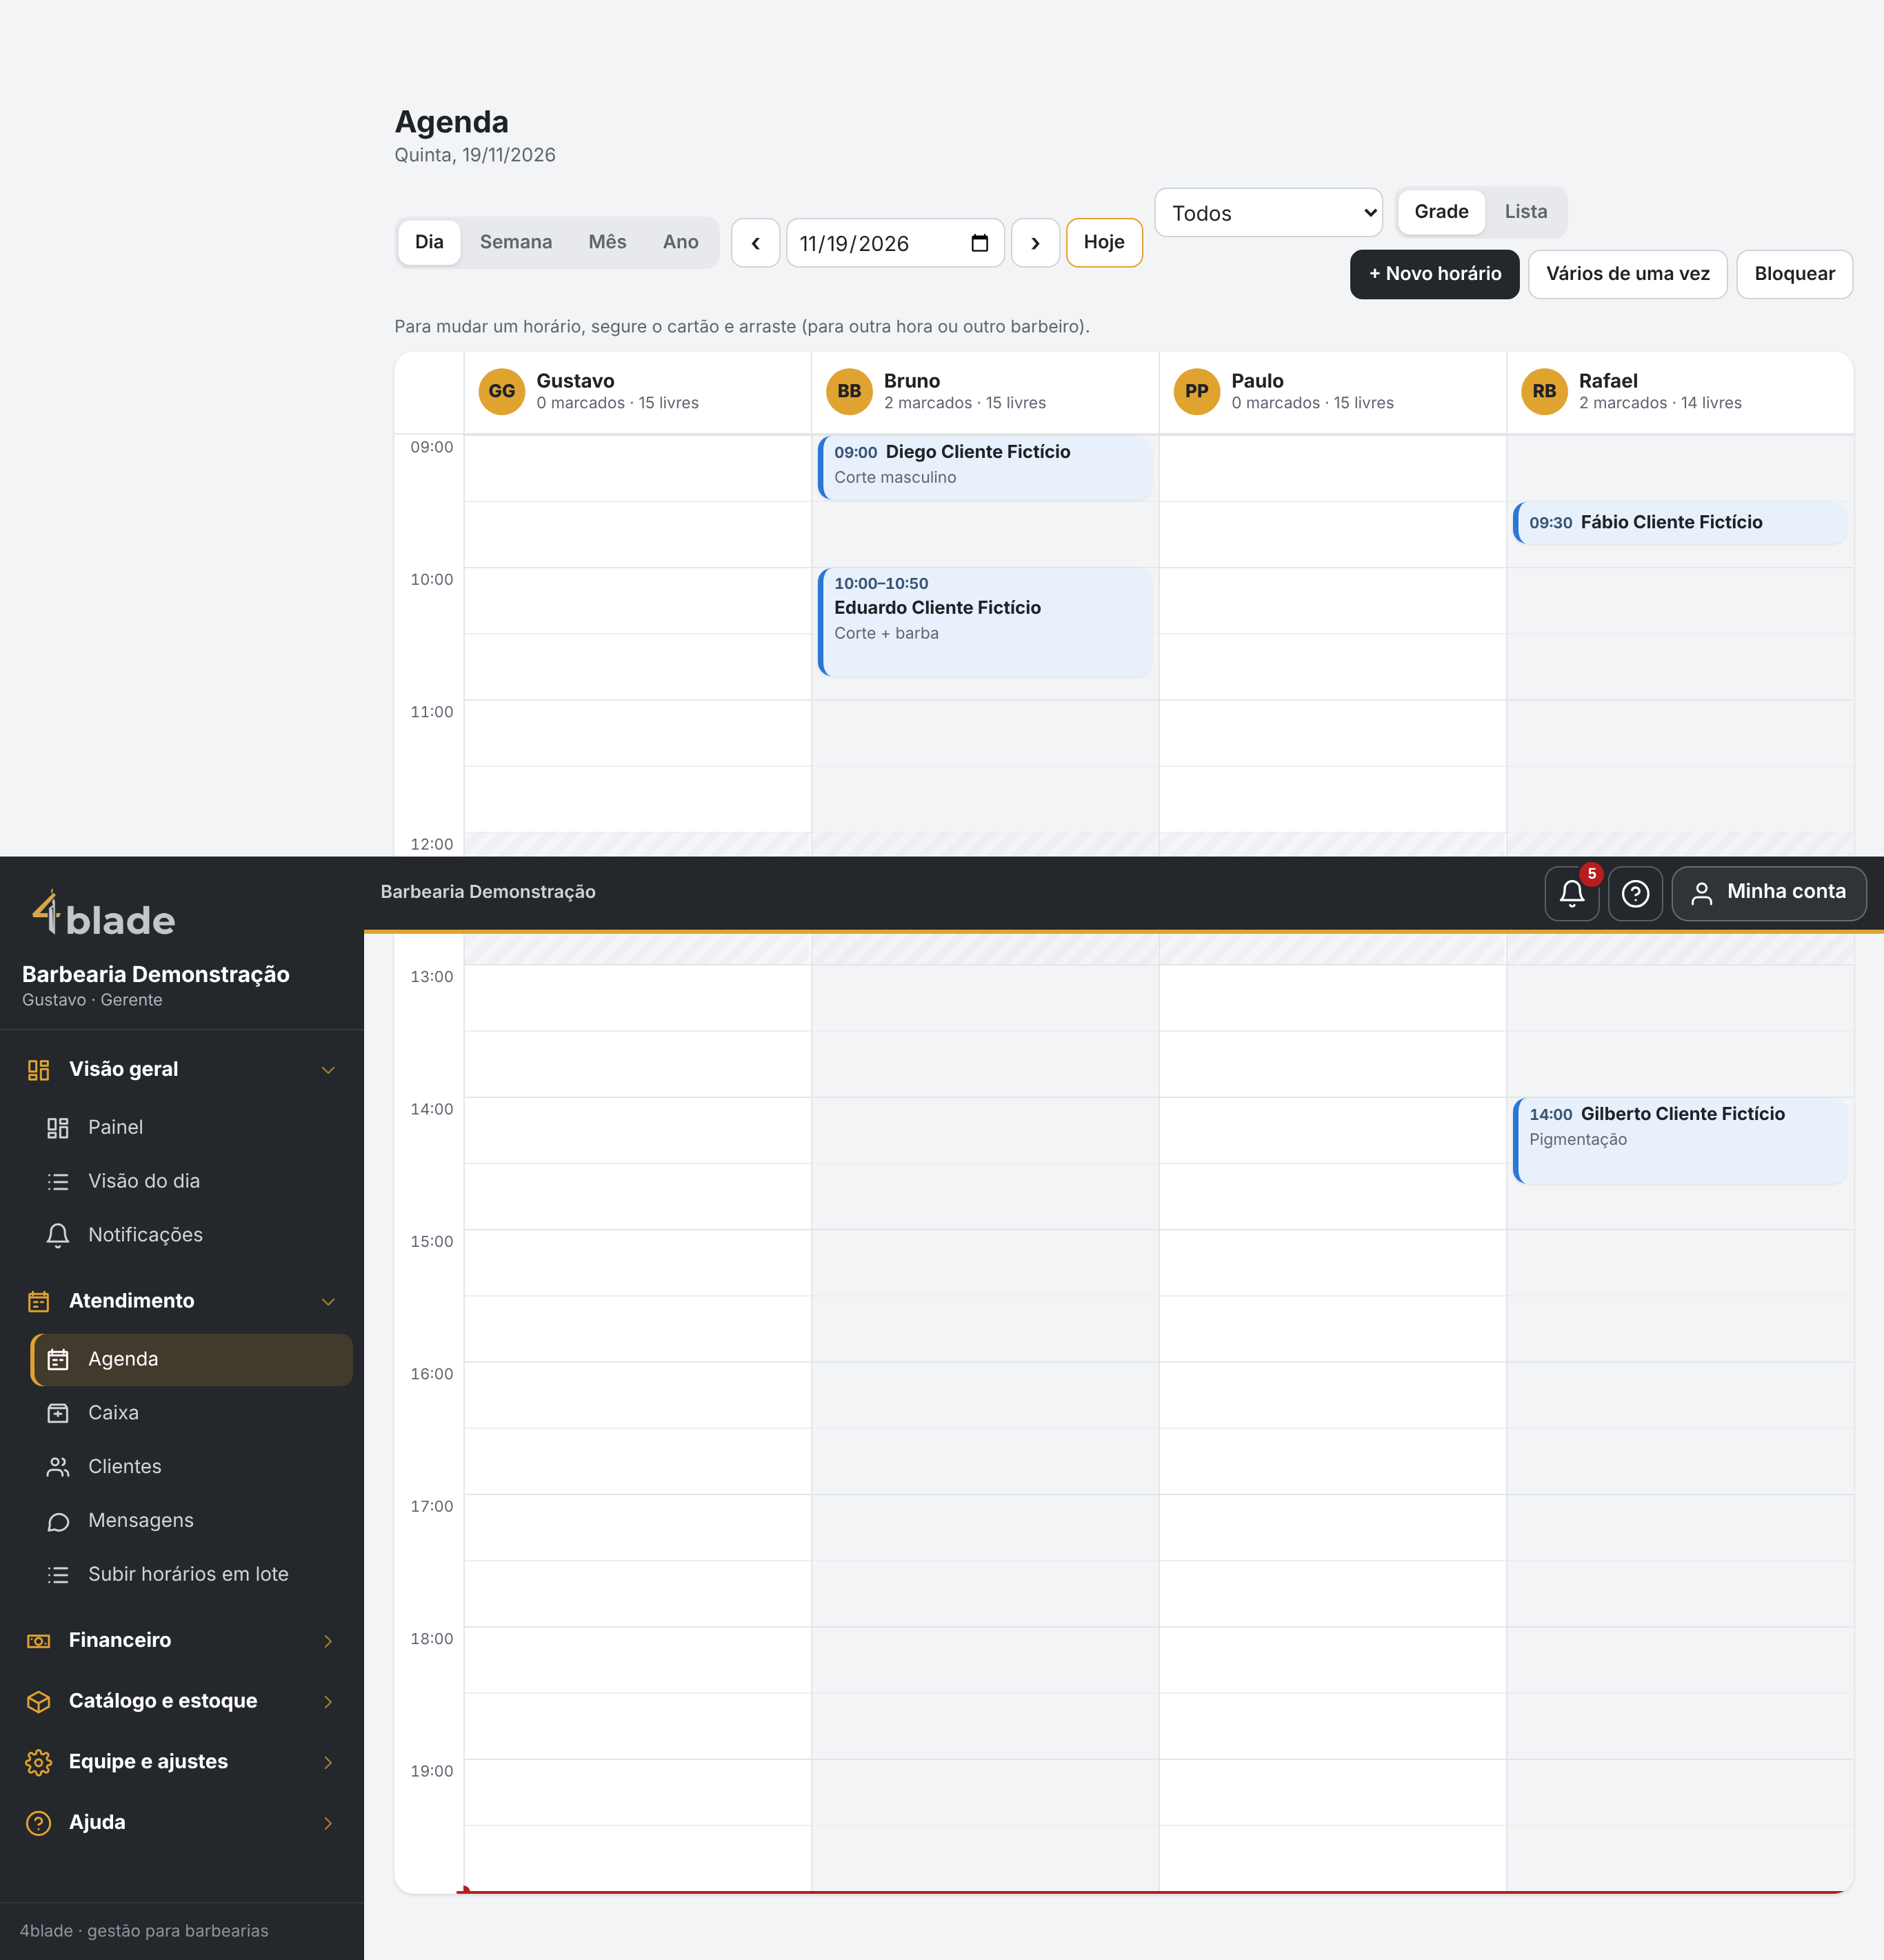 Agenda
Quinta, 19/11/2026
Todos
Grade
Lista
Dia
Semana
Mês
Ano
‹
11/19/2026
›
Hoje
+ Novo horário
Vários de uma vez
Bloquear
Para mudar um horário, segure o cartão e arraste (para outra hora ou outro barbeiro).
GG
Gustavo
0 marcados · 15 livres
BB
Bruno
2 marcados · 15 livres
PP
Paulo
0 marcados · 15 livres
RB
Rafael
2 marcados · 14 livres
09:00
09:00 Diego Cliente Fictício
Corte masculino
09:30 Fábio Cliente Fictício
10:00
10:00–10:50
Eduardo Cliente Fictício
Corte + barba
11:00
12:00
4blade
Barbearia Demonstração
5
Minha conta
Barbearia Demonstração
Gustavo · Gerente
Visão geral
Painel
Visão do dia
Notificações
Atendimento
Agenda
Caixa
Clientes
Mensagens
Subir horários em lote
Financeiro
Catálogo e estoque
Equipe e ajustes
Ajuda
4blade · gestão para barbearias
13:00
14:00
14:00 Gilberto Cliente Fictício
Pigmentação
15:00
16:00
17:00
18:00
19:00